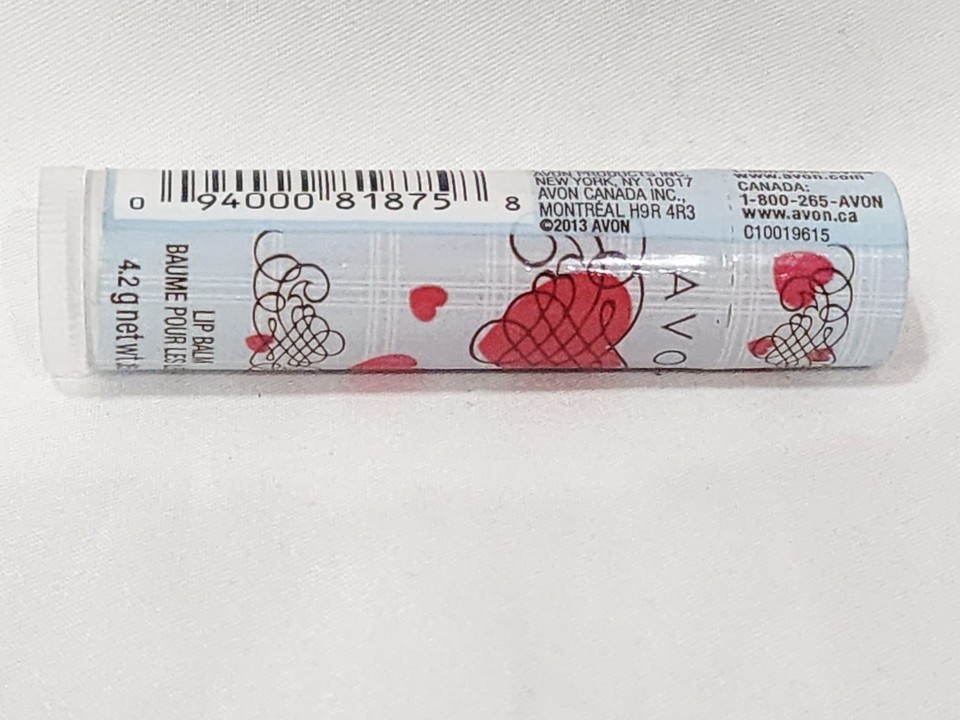 0 94000 81875 8
AVON PRODUCTS INC.
NEW YORK, NY 10017
AVON CANADA INC.,
MONTRÉAL H9R 4R3
©2013 AVON
www.avon.com
CANADA:
1-800-265-AVON
www.avon.ca
C10019615
LIP BALM
BAUME POUR LES
4.2 g net wt
AVO